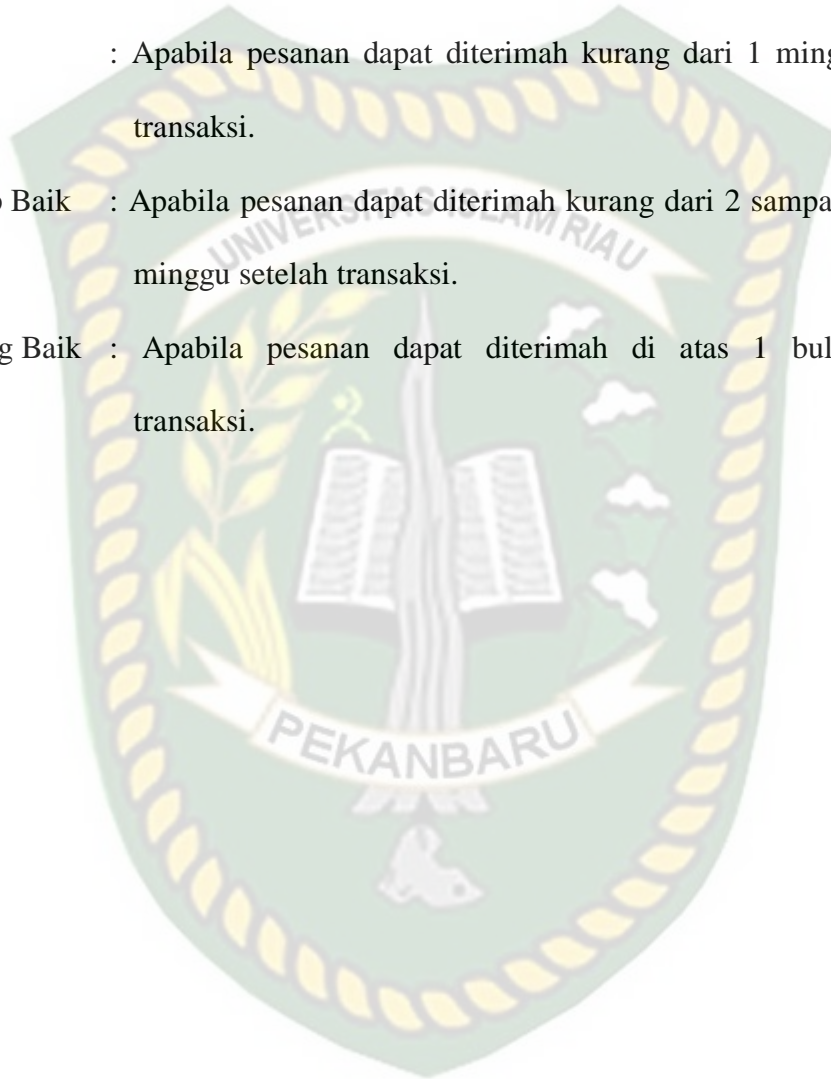 : Apabila pesanan dapat diterimah kurang dari 1 ming
transaksi.
p Baik : Apabila pesanan dapat diterimah kurang dari 2 sampa
minggu setelah transaksi.
g Baik : Apabila pesanan dapat diterimah di atas 1 bul
transaksi.
UNIVERSITAS ISLAM RIAU
PEKANBARU